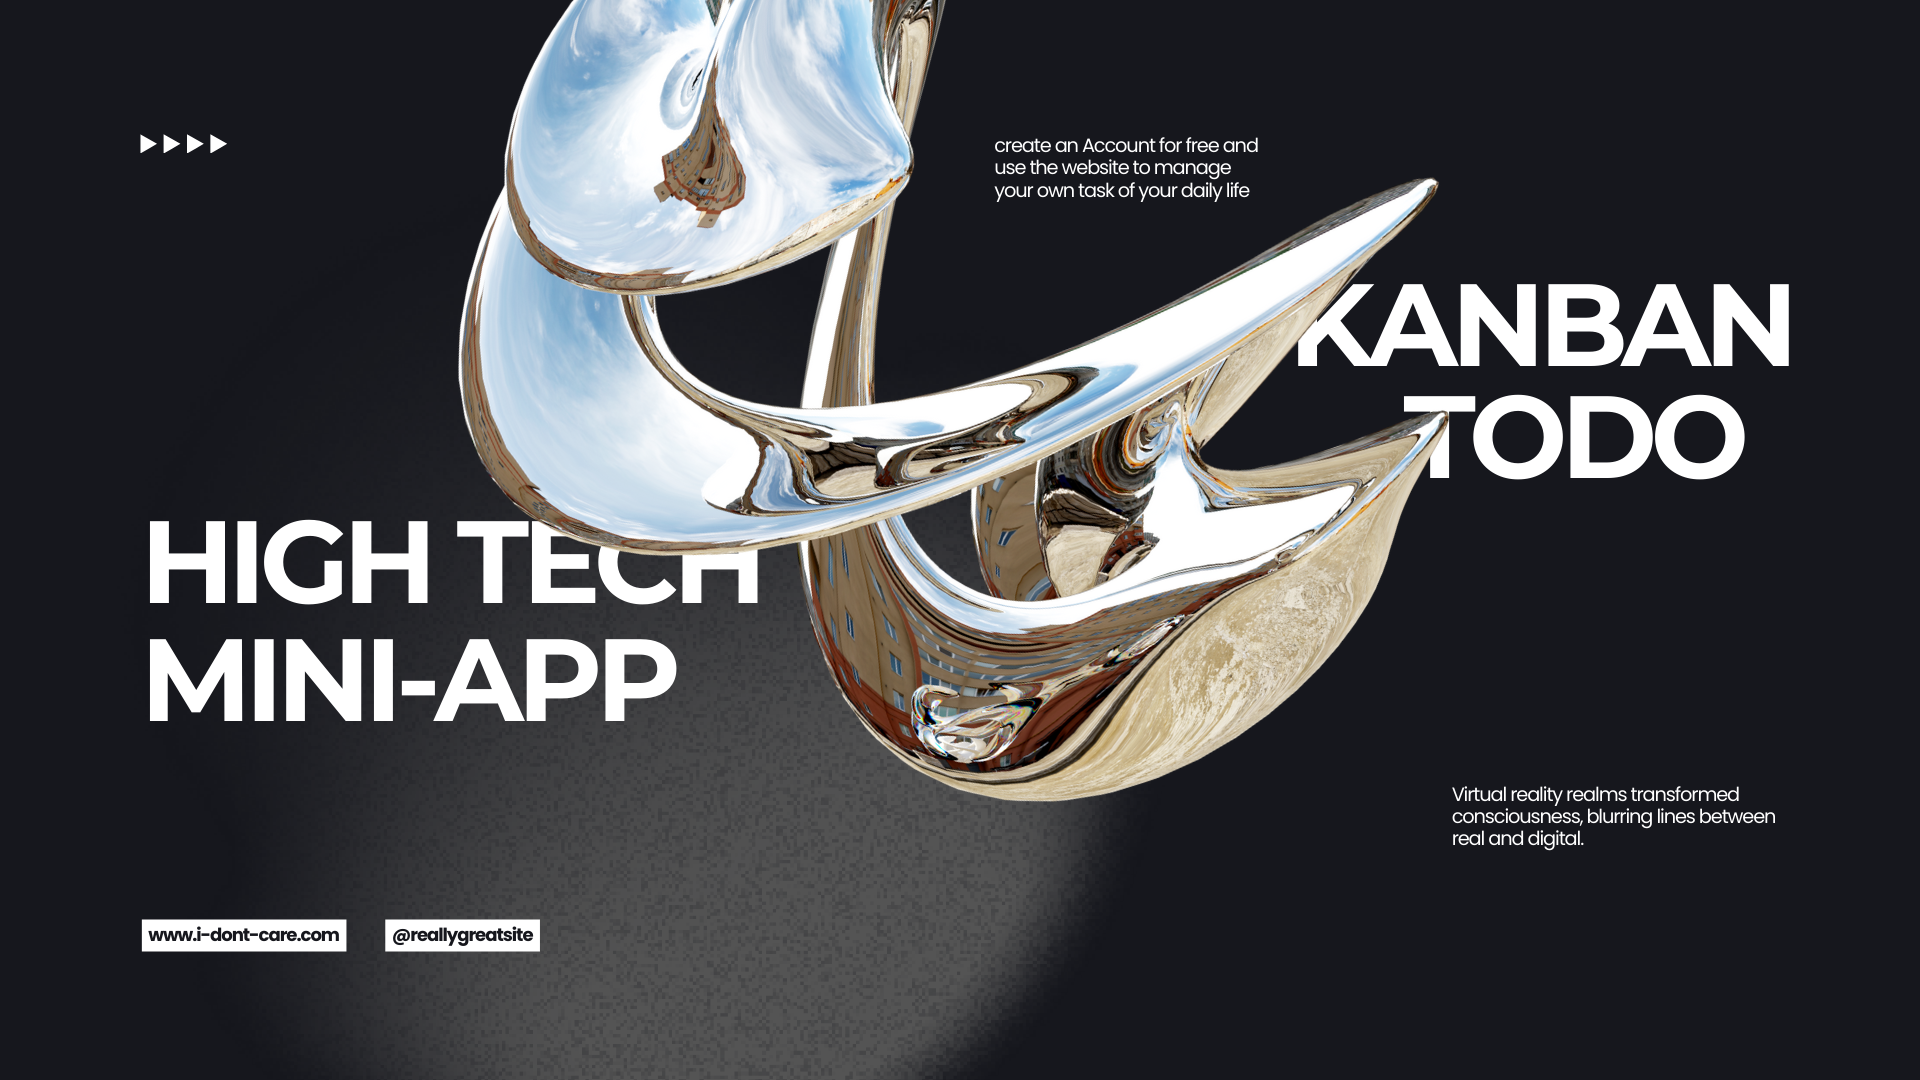 create an Account for free and
use the website to manage
your own task of your daily life
KANBAN
TODO
HIGH TECH
MINI-APP
Virtual reality realms transformed
consciousness, blurring lines between
real and digital.
www.i-dont-care.com
@reallygreatsite